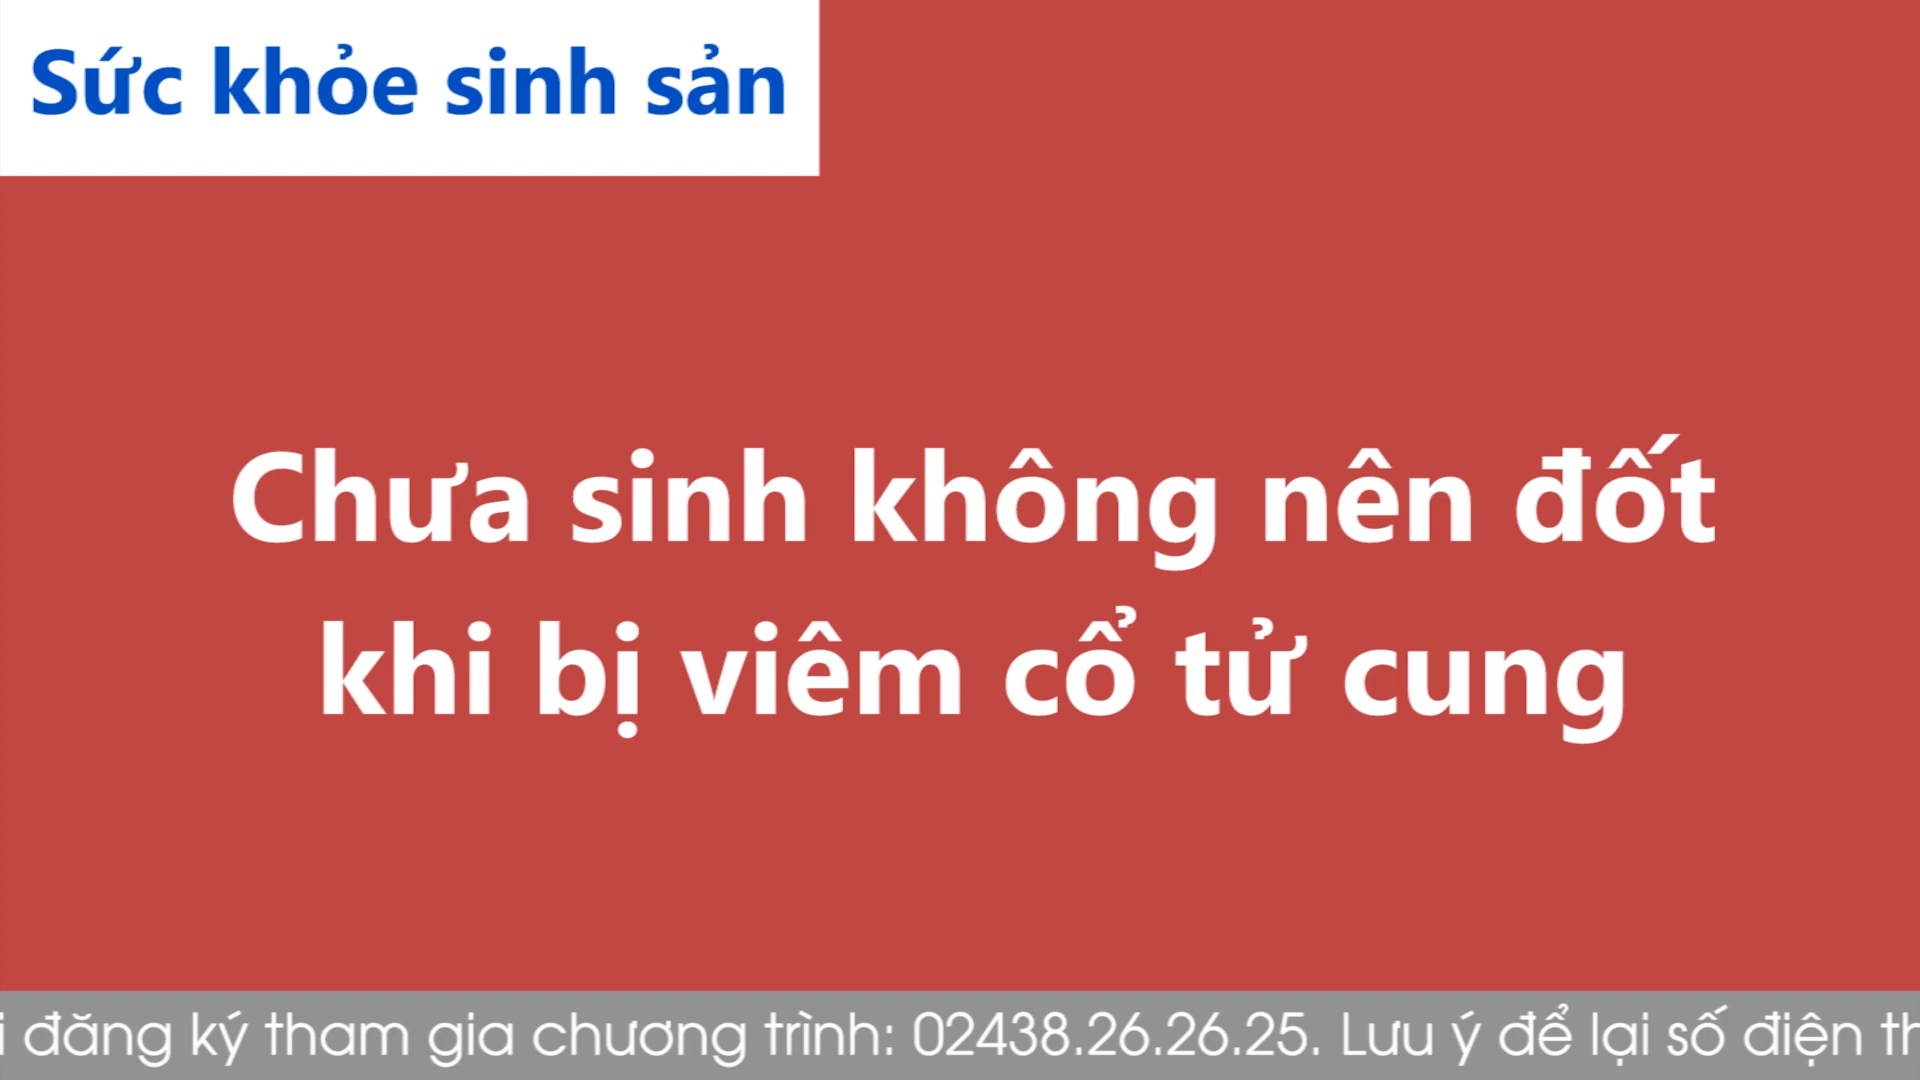 Sức khỏe sinh sản
Chưa sinh không nên đốt
khi bị viêm cổ tử cung
đăng ký tham gia chương trình: 02438.26.26.25. Lưu ý để lại số điện